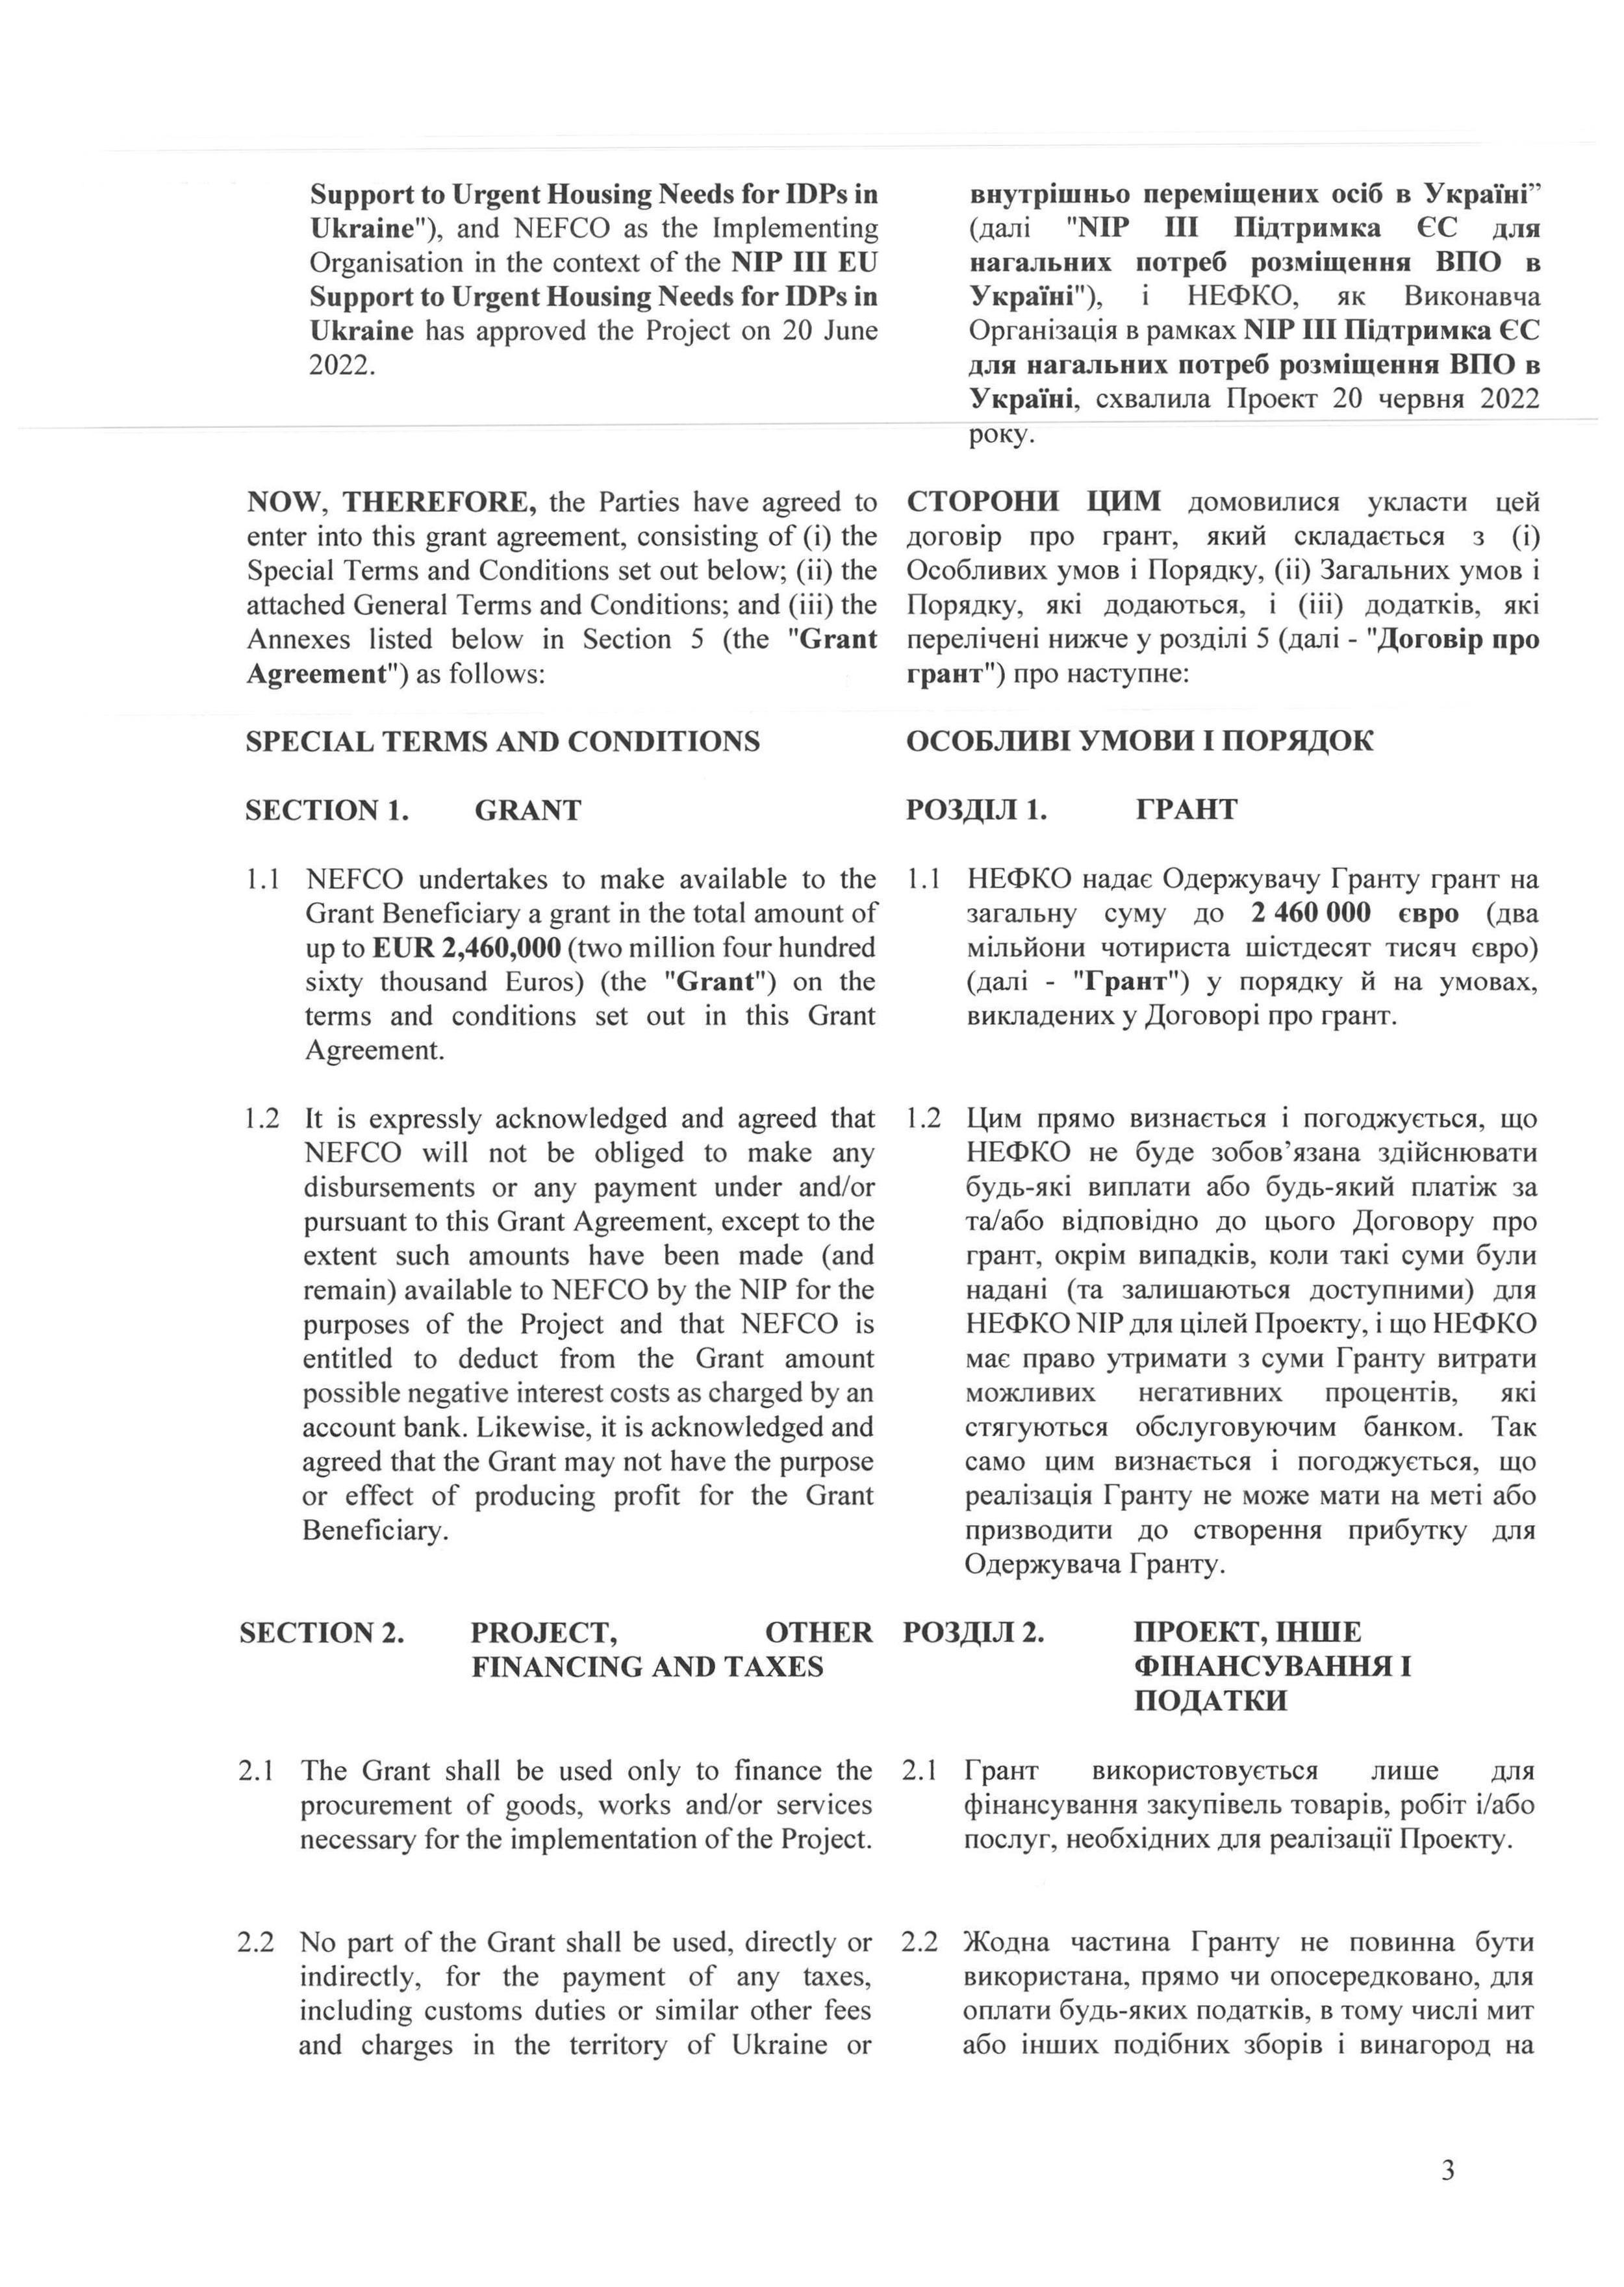 Support to Urgent Housing Needs for IDPs in
Ukraine"), and NEFCO as the Implementing
Organisation in the context of the NIP III EU
Support to Urgent Housing Needs for IDPs in
Ukraine has approved the Project on 20 June
2022.
внутрішньо переміщених осіб в Україні”
(далі "NIP III Підтримка ЄС для
нагальних потреб розміщення ВПО в
Україні"), і НЕФКО, як Виконавча
Організація в рамках NIP III Підтримка ЄС
для нагальних потреб розміщення ВПО в
Україні, схвалила Проект 20 червня 2022
року.
NOW, THEREFORE, the Parties have agreed to
enter into this grant agreement, consisting of (i) the
Special Terms and Conditions set out below; (ii) the
attached General Terms and Conditions; and (iii) the
Annexes listed below in Section 5 (the "Grant
Agreement") as follows:
СТОРОНИ ЦИМ домовилися укласти цей
договір про грант, який складається з (і)
Особливих умов і Порядку, (іі) Загальних умов і
Порядку, які додаються, і (ііі) додатків, які
перелічені нижче у розділі 5 (далі - "Договір про
грант") про наступне:
SPECIAL TERMS AND CONDITIONS
ОСОБЛИВІ УМОВИ І ПОРЯДОК
SECTION 1. GRANT
РОЗДІЛ 1. ГРАНТ
1.1 NEFCO undertakes to make available to the
Grant Beneficiary a grant in the total amount of
up to EUR 2,460,000 (two million four hundred
sixty thousand Euros) (the "Grant") on the
terms and conditions set out in this Grant
Agreement.
1.1 НЕФКО надає Одержувачу Гранту грант на
загальну суму до 2 460 000 євро (два
мільйони чотириста шістдесят тисяч євро)
(далі - "Грант") у порядку й на умовах,
викладених у Договорі про грант.
1.2 It is expressly acknowledged and agreed that
NEFCO will not be obliged to make any
disbursements or any payment under and/or
pursuant to this Grant Agreement, except to the
extent such amounts have been made (and
remain) available to NEFCO by the NIP for the
purposes of the Project and that NEFCO is
entitled to deduct from the Grant amount
possible negative interest costs as charged by an
account bank. Likewise, it is acknowledged and
agreed that the Grant may not have the purpose
or effect of producing profit for the Grant
Beneficiary.
1.2 Цим прямо визнається і погоджується, що
НЕФКО не буде зобов’язана здійснювати
будь-які виплати або будь-який платіж за
та/або відповідно до цього Договору про
грант, окрім випадків, коли такі суми були
надані (та залишаються доступними) для
НЕФКО NIP для цілей Проекту, і що НЕФКО
має право утримати з суми Гранту витрати
можливих негативних процентів, які
стягуються обслуговуючим банком. Так
само цим визнається і погоджується, що
реалізація Гранту не може мати на меті або
призводити до створення прибутку для
Одержувача Гранту.
SECTION 2. PROJECT, OTHER
FINANCING AND TAXES
РОЗДІЛ 2. ПРОЕКТ, ІНШЕ
ФІНАНСУВАННЯ І
ПОДАТКИ
2.1 The Grant shall be used only to finance the
procurement of goods, works and/or services
necessary for the implementation of the Project.
2.1 Грант використовується лише для
фінансування закупівель товарів, робіт і/або
послуг, необхідних для реалізації Проекту.
2.2 No part of the Grant shall be used, directly or
indirectly, for the payment of any taxes,
including customs duties or similar other fees
and charges in the territory of Ukraine or
2.2 Жодна частина Гранту не повинна бути
використана, прямо чи опосередковано, для
оплати будь-яких податків, в тому числі мит
або інших подібних зборів і винагород на
3